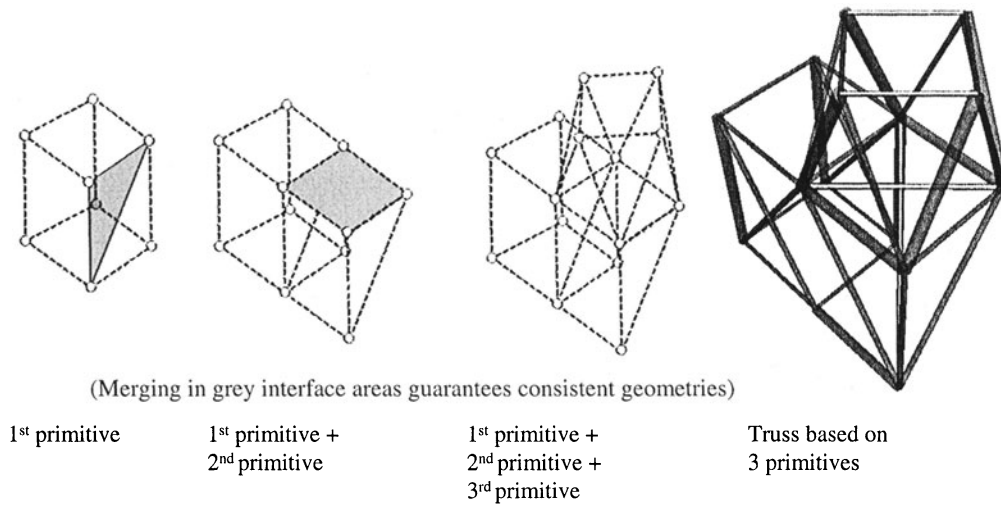 (Merging in grey interface areas guarantees consistent geometries)
1st primitive
1st primitive +
2nd primitive
1st primitive +
2nd primitive +
3rd primitive
Truss based on
3 primitives